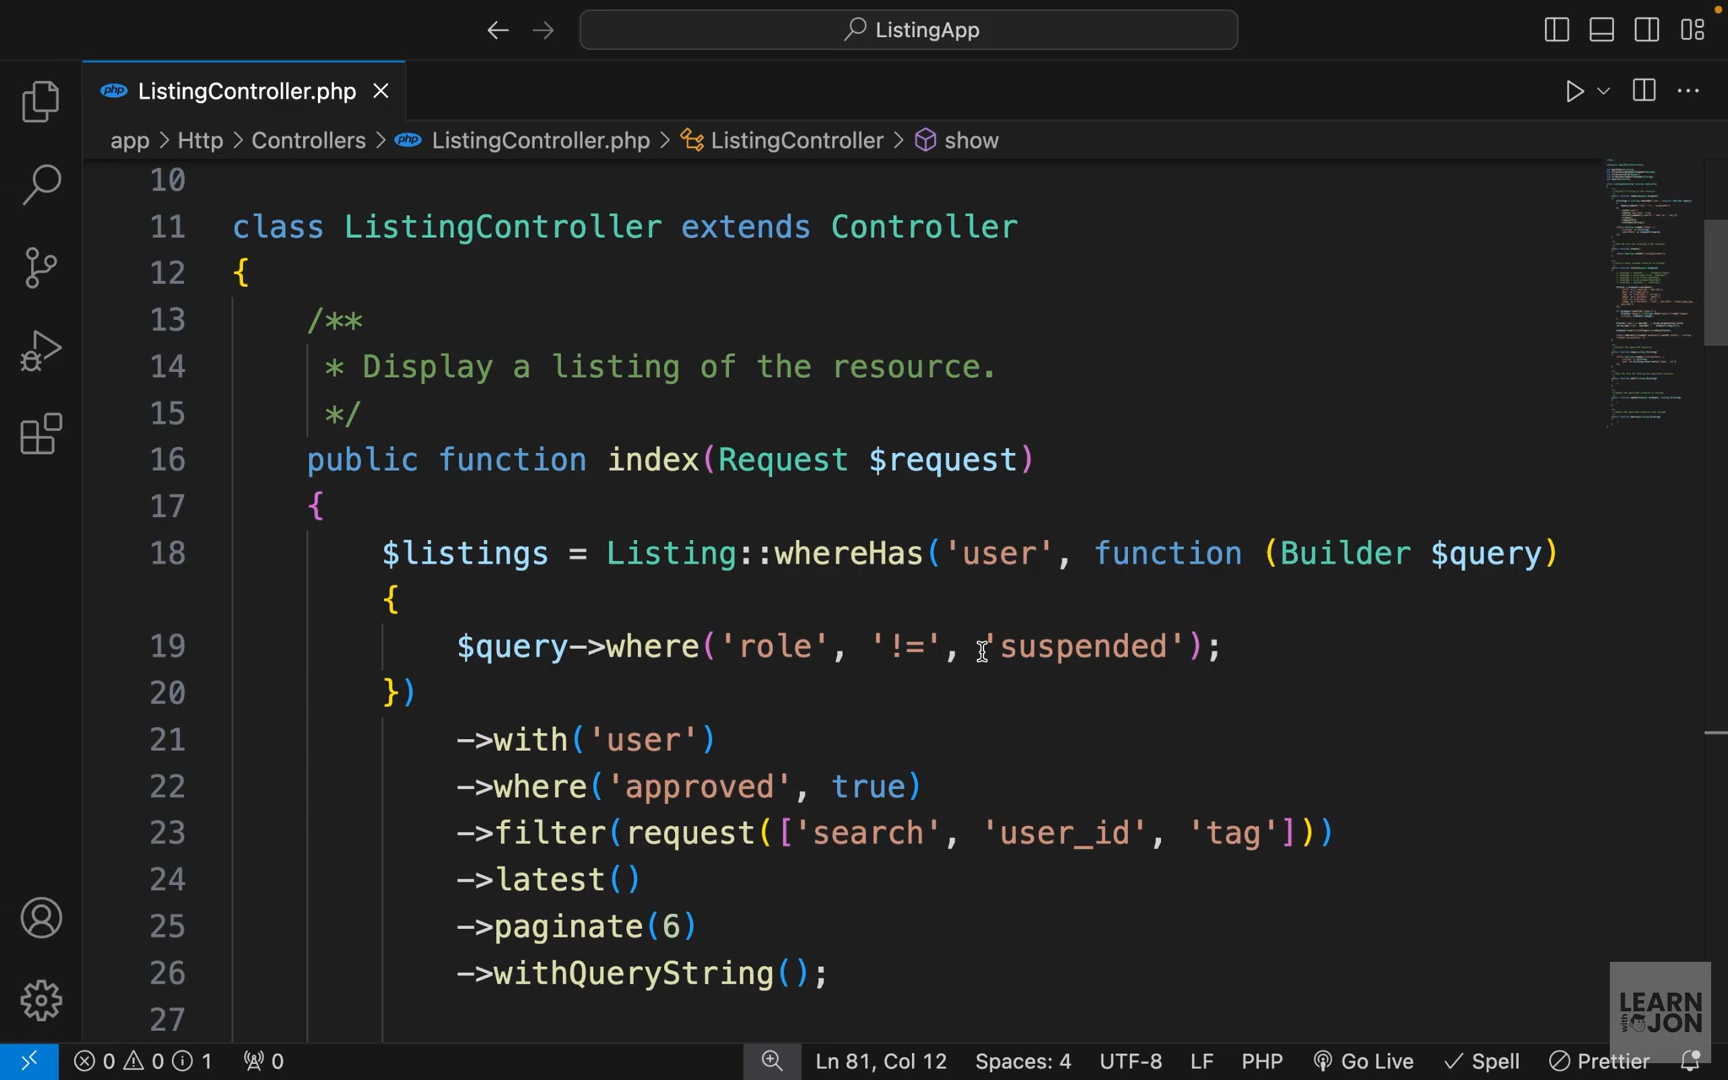 ListingApp
ListingController.php
app > Http > Controllers > ListingController.php > ListingController > show
10
11 class ListingController extends Controller
12 {
13 /**
14 * Display a listing of the resource.
15 */
16 public function index(Request $request)
17 {
18 $listings = Listing::whereHas('user', function (Builder $query)
{
19 $query->where('role', '!=', 'suspended');
20 })
21 ->with('user')
22 ->where('approved', true)
23 ->filter(request(['search', 'user_id', 'tag']))
24 ->latest()
25 ->paginate(6)
26 ->withQueryString();
27
LEARN
with JON
0 0 1 0 Ln 81, Col 12 Spaces: 4 UTF-8 LF PHP Go Live Spell Prettier